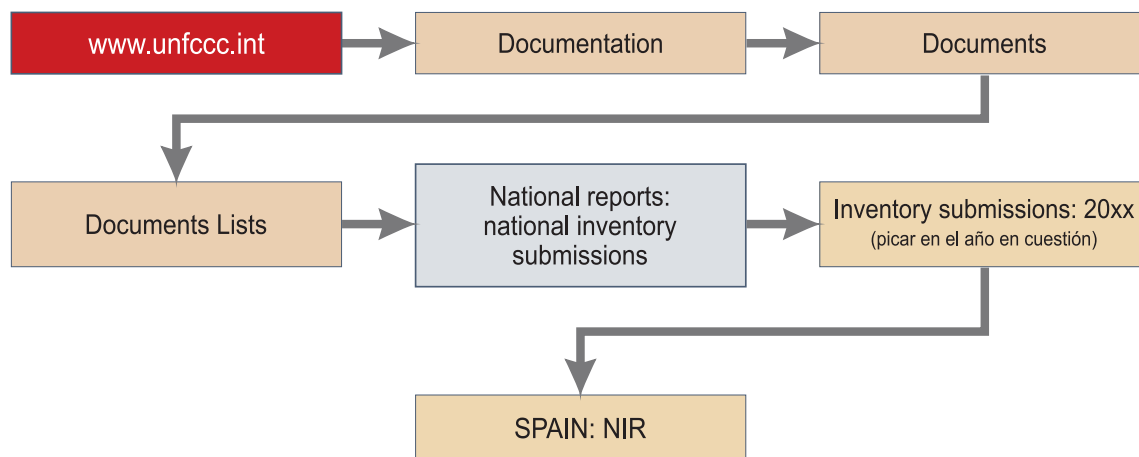 www.unfccc.int
Documentation
Documents
Documents Lists
National reports:
national inventory
submissions
Inventory submissions: 20xx
(picar en el año en cuestión)
SPAIN: NIR